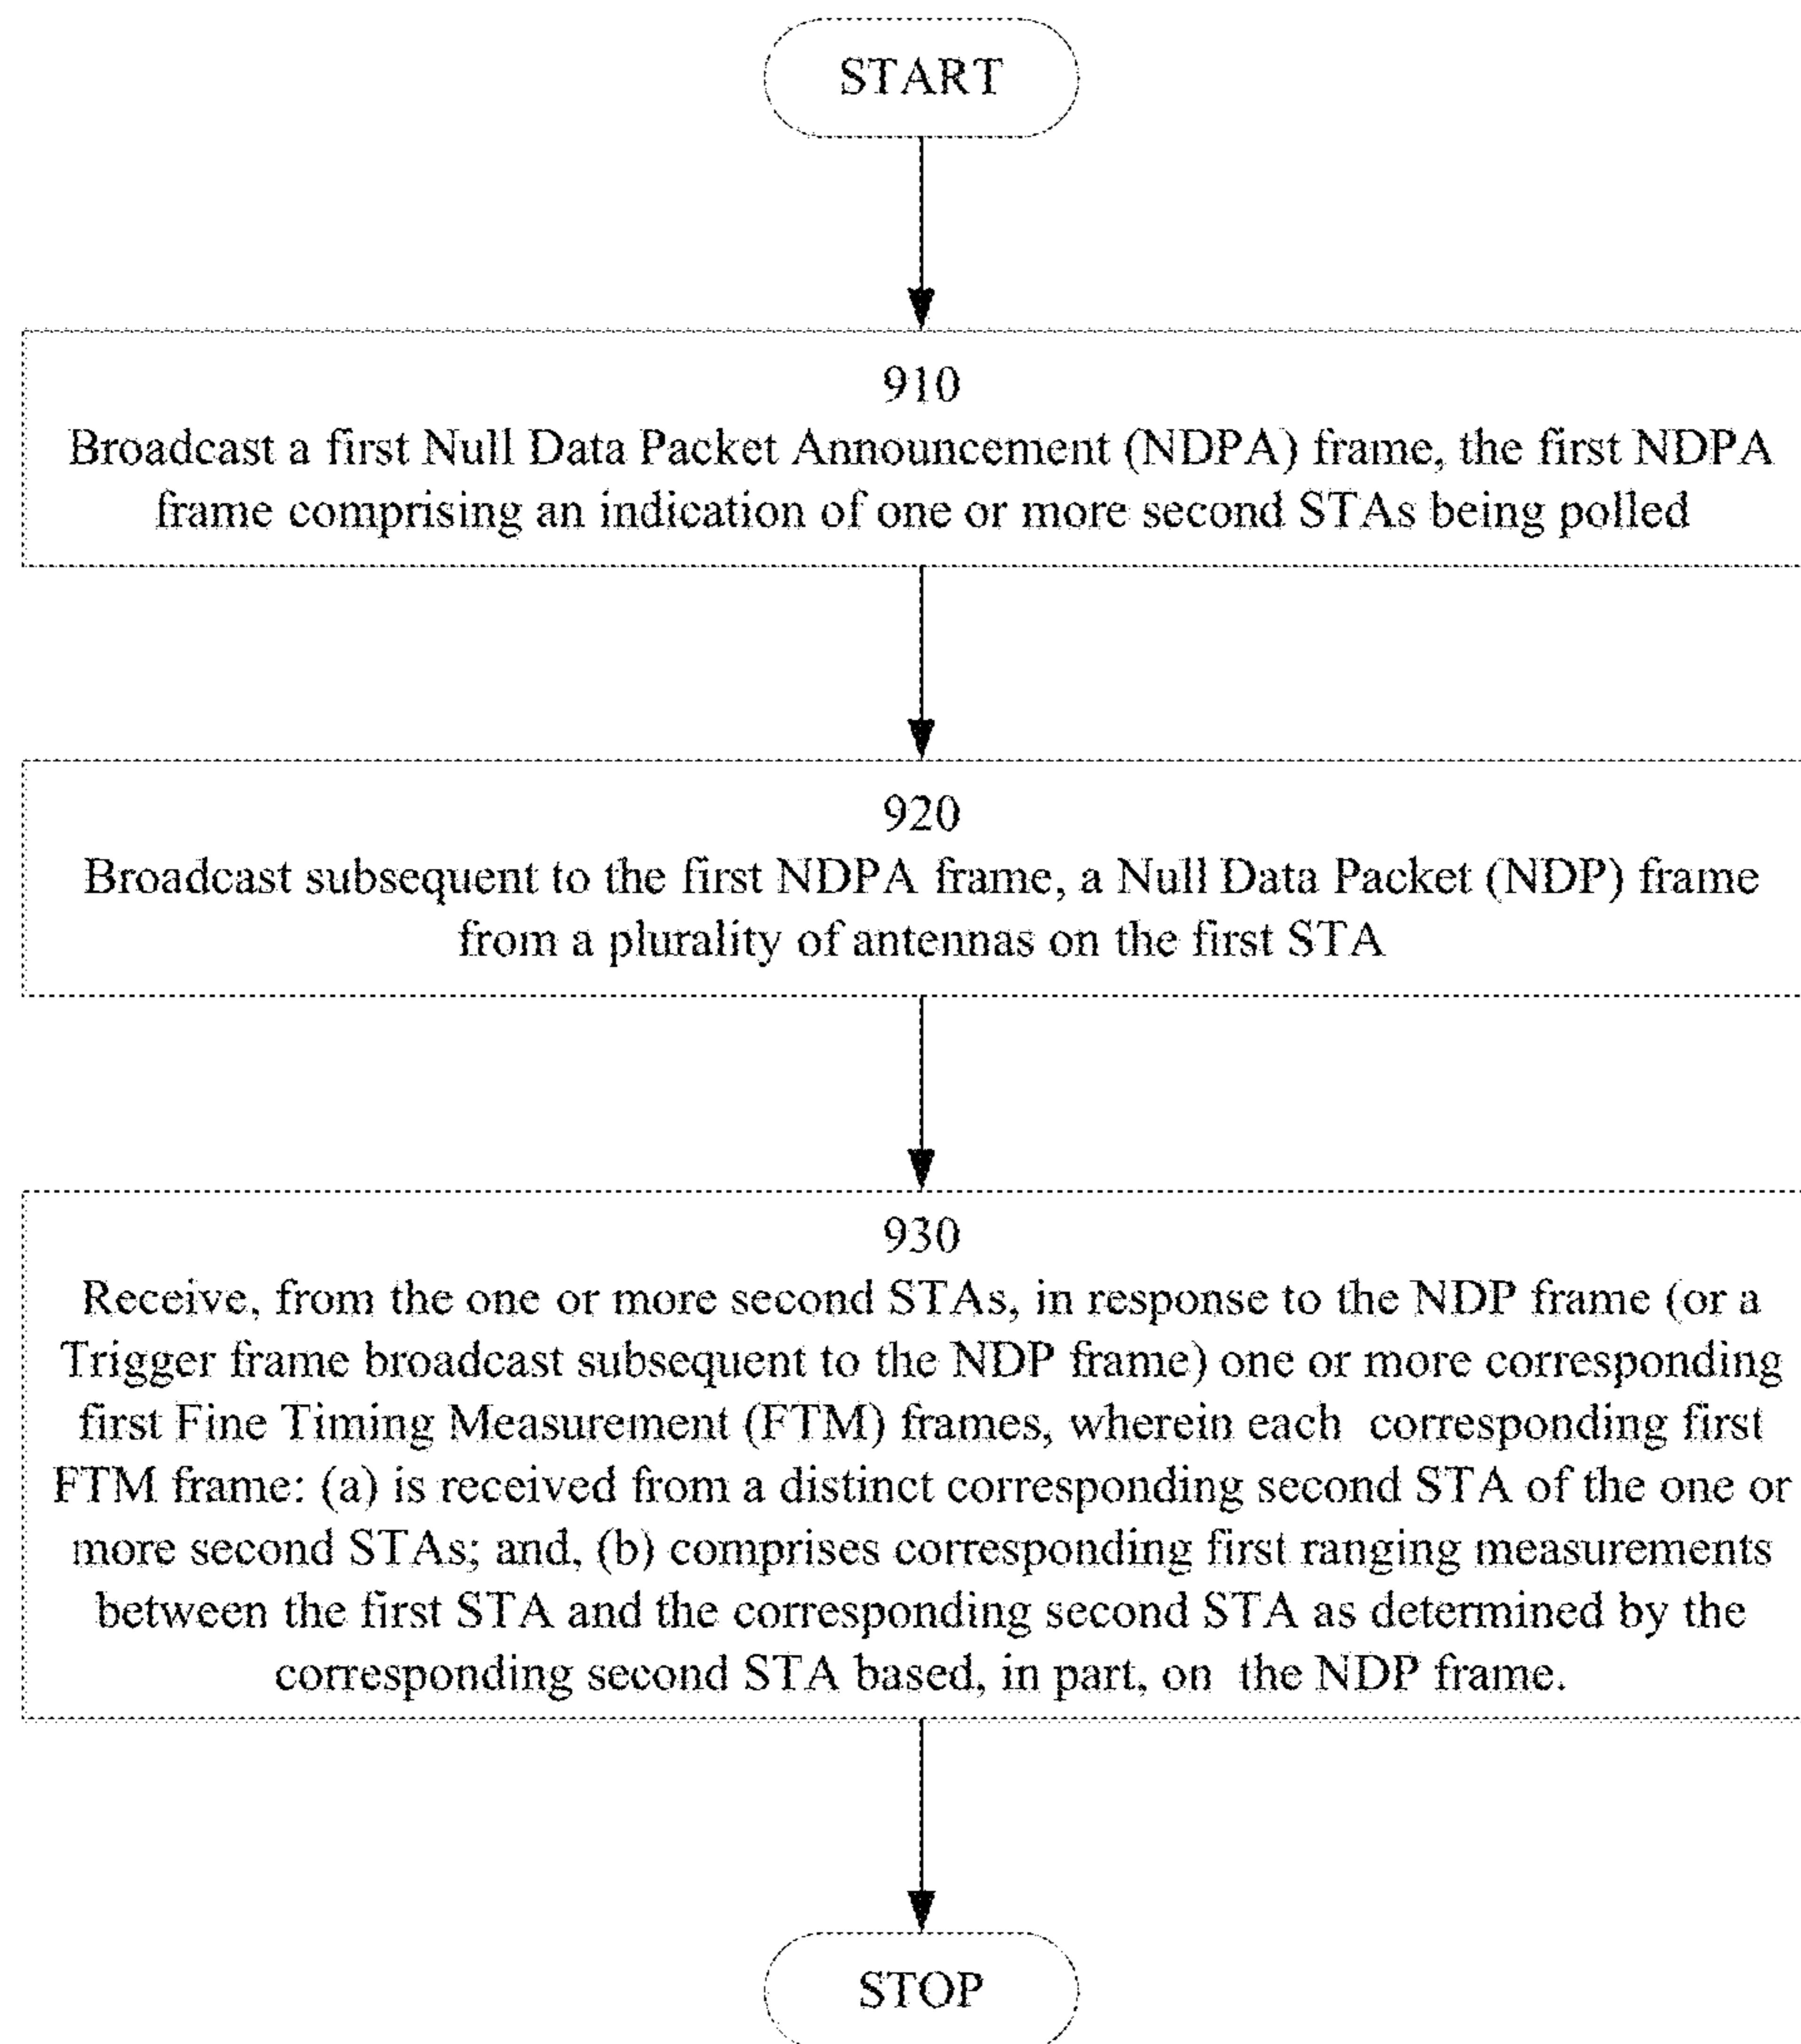 START
910
Broadcast a first Null Data Packet Announcement (NDPA) frame, the first NDPA
frame comprising an indication of one or more second STAs being polled
920
Broadcast subsequent to the first NDPA frame, a Null Data Packet (NDP) frame
from a plurality of antennas on the first STA
930
Receive, from the one or more second STAs, in response to the NDP frame (or a
Trigger frame broadcast subsequent to the NDP frame) one or more corresponding
first Fine Timing Measurement (FTM) frames, wherein each corresponding first
FTM frame: (a) is received from a distinct corresponding second STA of the one or
more second STAs; and, (b) comprises corresponding first ranging measurements
between the first STA and the corresponding second STA as determined by the
corresponding second STA based, in part, on the NDP frame.
STOP